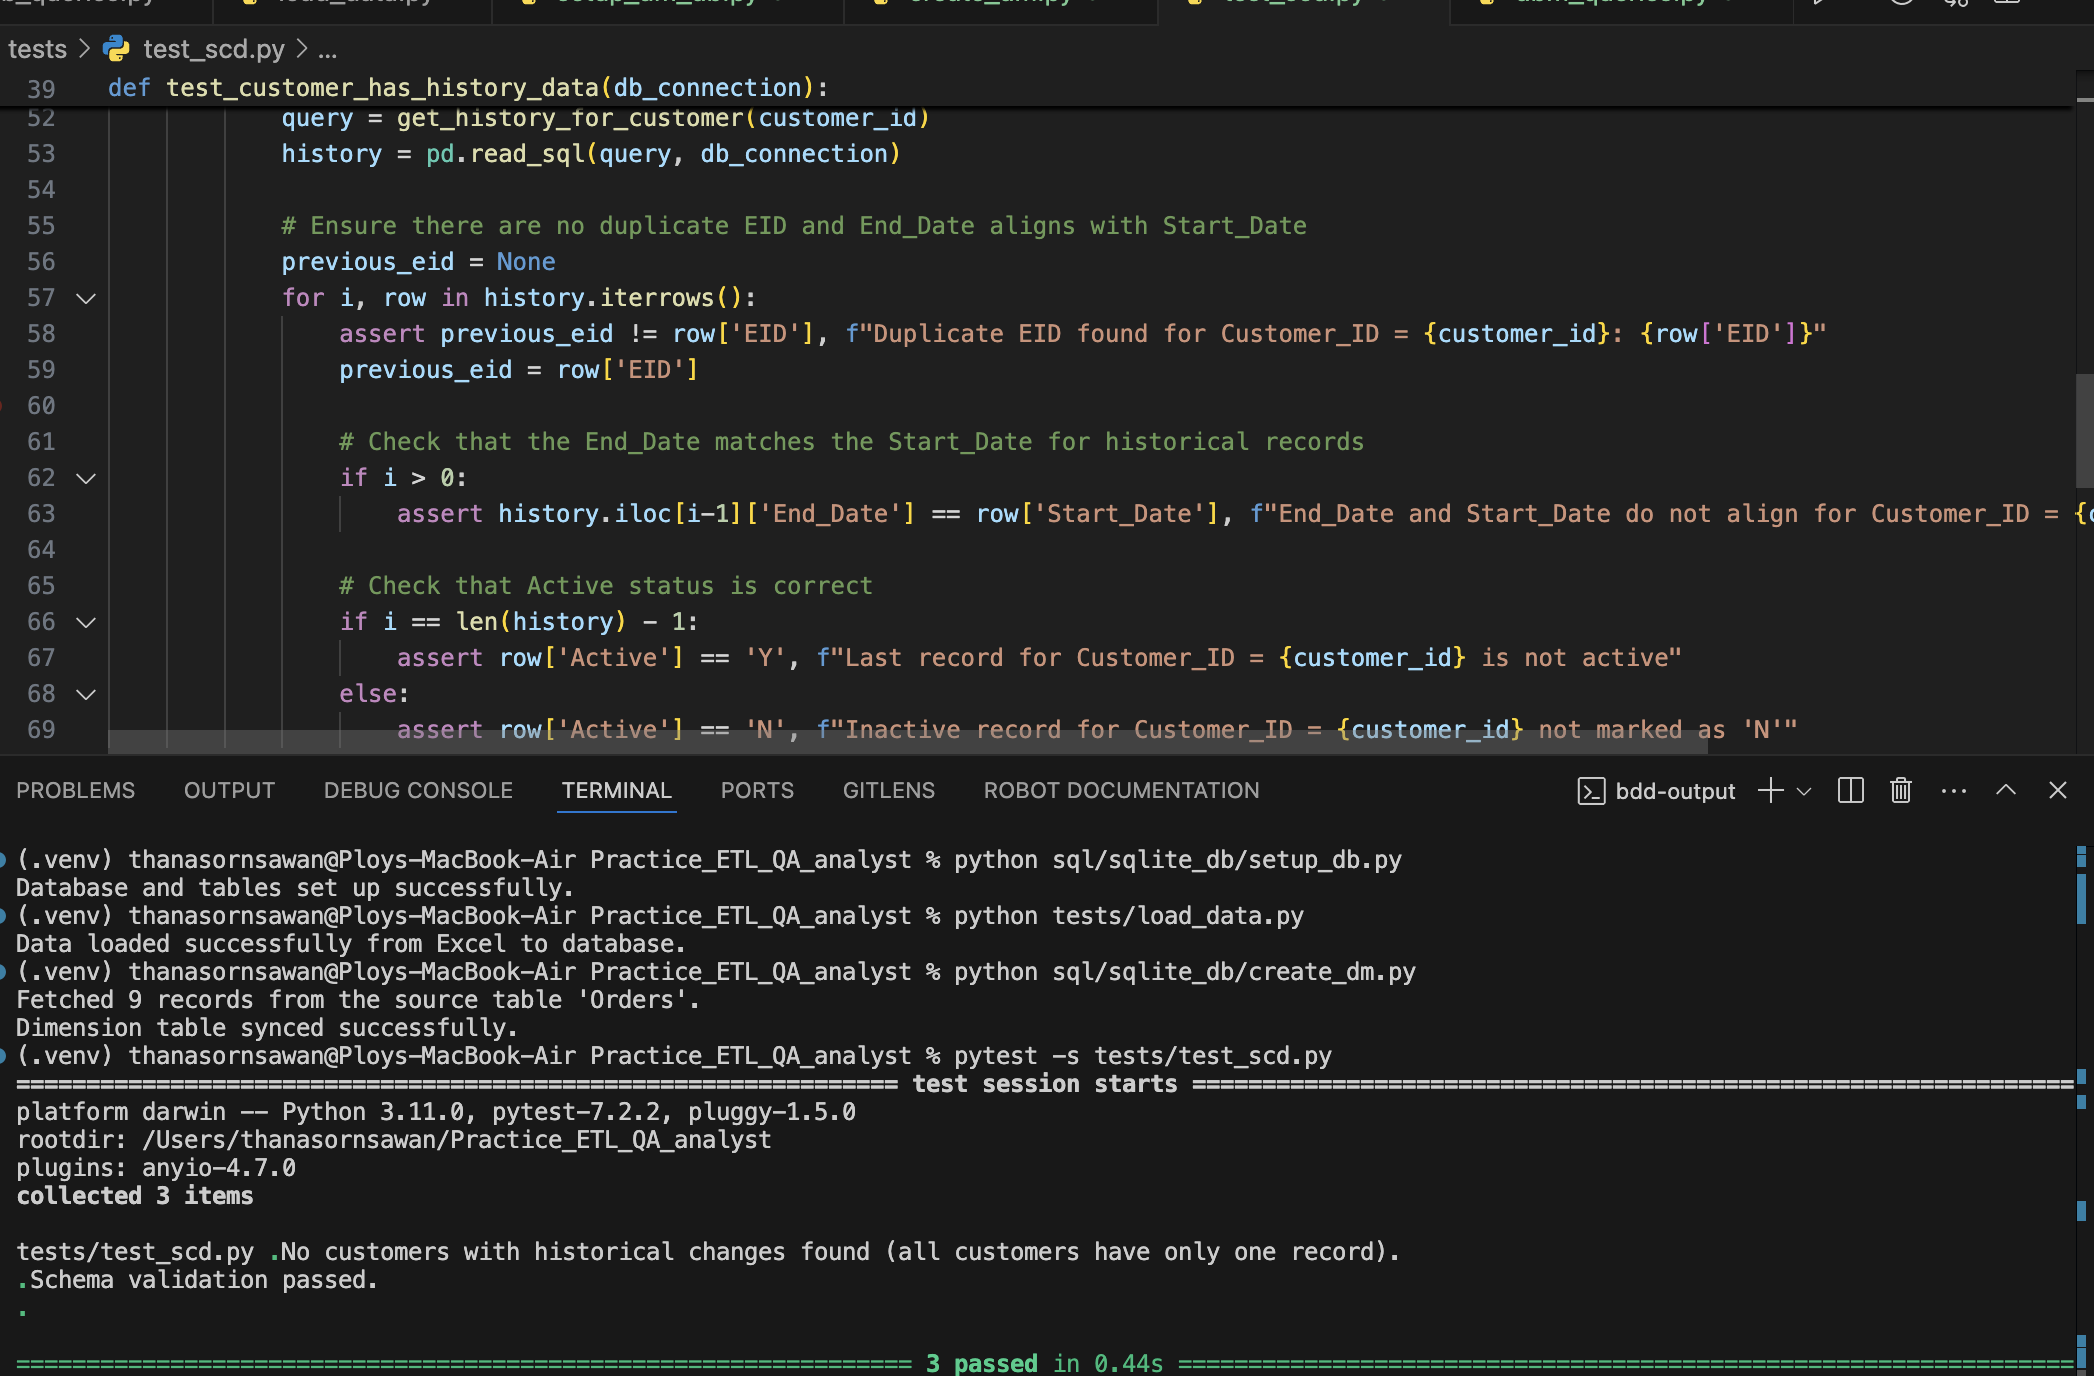 tests > test_scd.py > ...
39 def test_customer_has_history_data(db_connection):
52 query = get_history_for_customer(customer_id)
53 history = pd.read_sql(query, db_connection)
54
55 # Ensure there are no duplicate EID and End_Date aligns with Start_Date
56 previous_eid = None
57 for i, row in history.iterrows():
58 assert previous_eid != row['EID'], f"Duplicate EID found for Customer_ID = {customer_id}: {row['EID']}"
59 previous_eid = row['EID']
60
61 # Check that the End_Date matches the Start_Date for historical records
62 if i > 0:
63 assert history.iloc[i-1]['End_Date'] == row['Start_Date'], f"End_Date and Start_Date do not align for Customer_ID = {
64
65 # Check that Active status is correct
66 if i == len(history) - 1:
67 assert row['Active'] == 'Y', f"Last record for Customer_ID = {customer_id} is not active"
68 else:
69 assert row['Active'] == 'N', f"Inactive record for Customer_ID = {customer_id} not marked as 'N'"
PROBLEMS OUTPUT DEBUG CONSOLE TERMINAL PORTS GITLENS ROBOT DOCUMENTATION bdd-output
(.venv) thanasornsawan@Ploys-MacBook-Air Practice_ETL_QA_analyst % python sql/sqlite_db/setup_db.py
Database and tables set up successfully.
(.venv) thanasornsawan@Ploys-MacBook-Air Practice_ETL_QA_analyst % python tests/load_data.py
Data loaded successfully from Excel to database.
(.venv) thanasornsawan@Ploys-MacBook-Air Practice_ETL_QA_analyst % python sql/sqlite_db/create_dm.py
Fetched 9 records from the source table 'Orders'.
Dimension table synced successfully.
(.venv) thanasornsawan@Ploys-MacBook-Air Practice_ETL_QA_analyst % pytest -s tests/test_scd.py
=============================================================== test session starts ===============================================================
platform darwin -- Python 3.11.0, pytest-7.2.2, pluggy-1.5.0
rootdir: /Users/thanasornsawan/Practice_ETL_QA_analyst
plugins: anyio-4.7.0
collected 3 items
tests/test_scd.py .No customers with historical changes found (all customers have only one record).
.Schema validation passed.
.
================================================================ 3 passed in 0.44s ================================================================